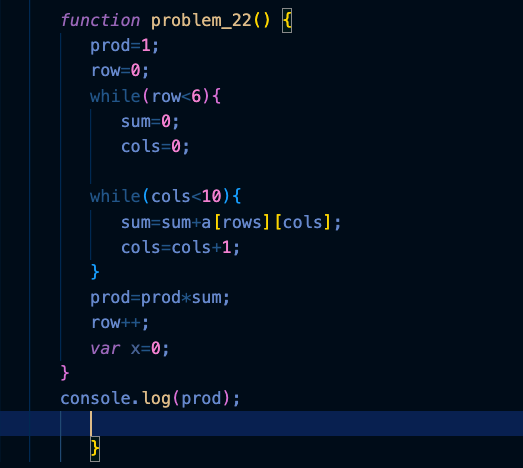 function problem_22() {
prod=1;
row=0;
while(row<6){
sum=0;
cols=0;
while(cols<10){
sum=sum+a[rows][cols];
cols=cols+1;
}
prod=prod*sum;
row++;
var x=0;
}
console.log(prod);
}